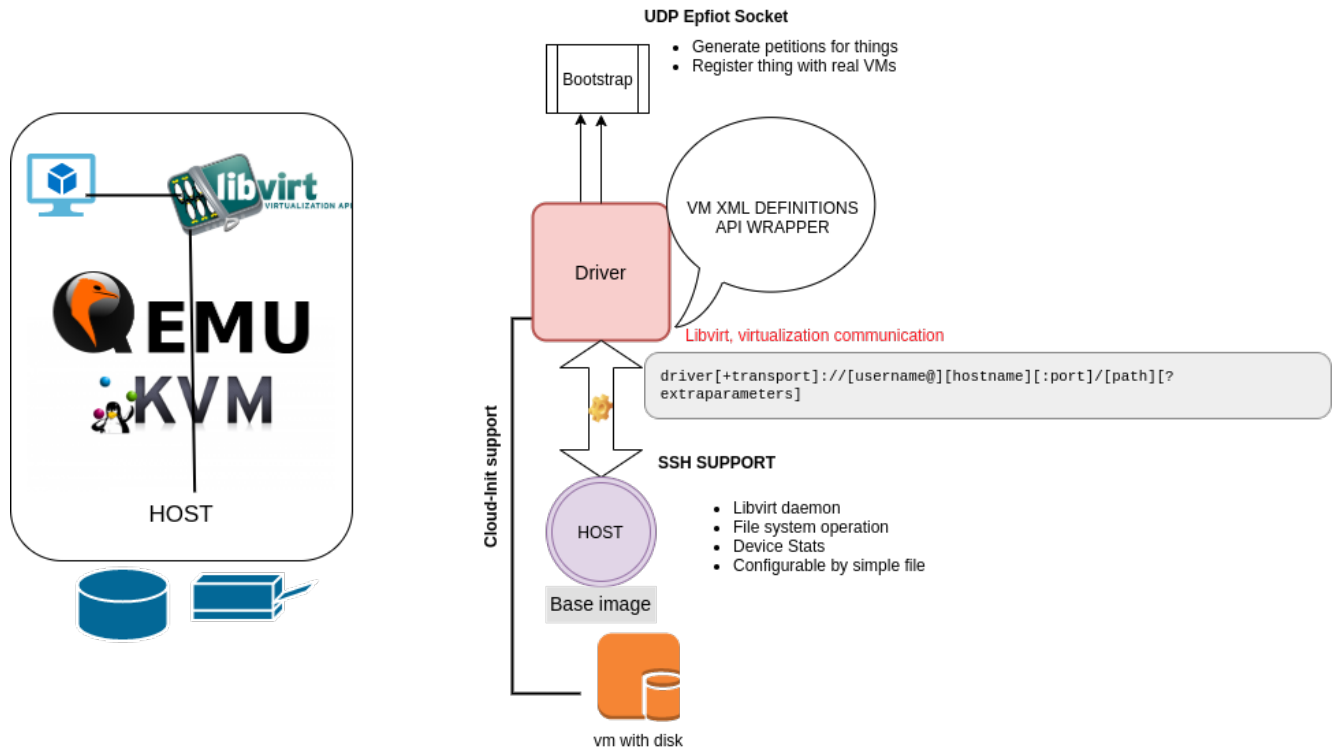 UDP Epfiot Socket
Generate petitions for things
Register thing with real VMs
Bootstrap
libvirt
VIRTUALIZATION API
VM XML DEFINITIONS
API WRAPPER
Driver
QEMU
KVM
Libvirt, virtualization communication
driver[+transport]://[username@][hostname][:port]/[path][?
extraparameters]
Cloud-Init support
SSH SUPPORT
HOST
HOST
Libvirt daemon
File system operation
Device Stats
Configurable by simple file
Base image
vm with disk